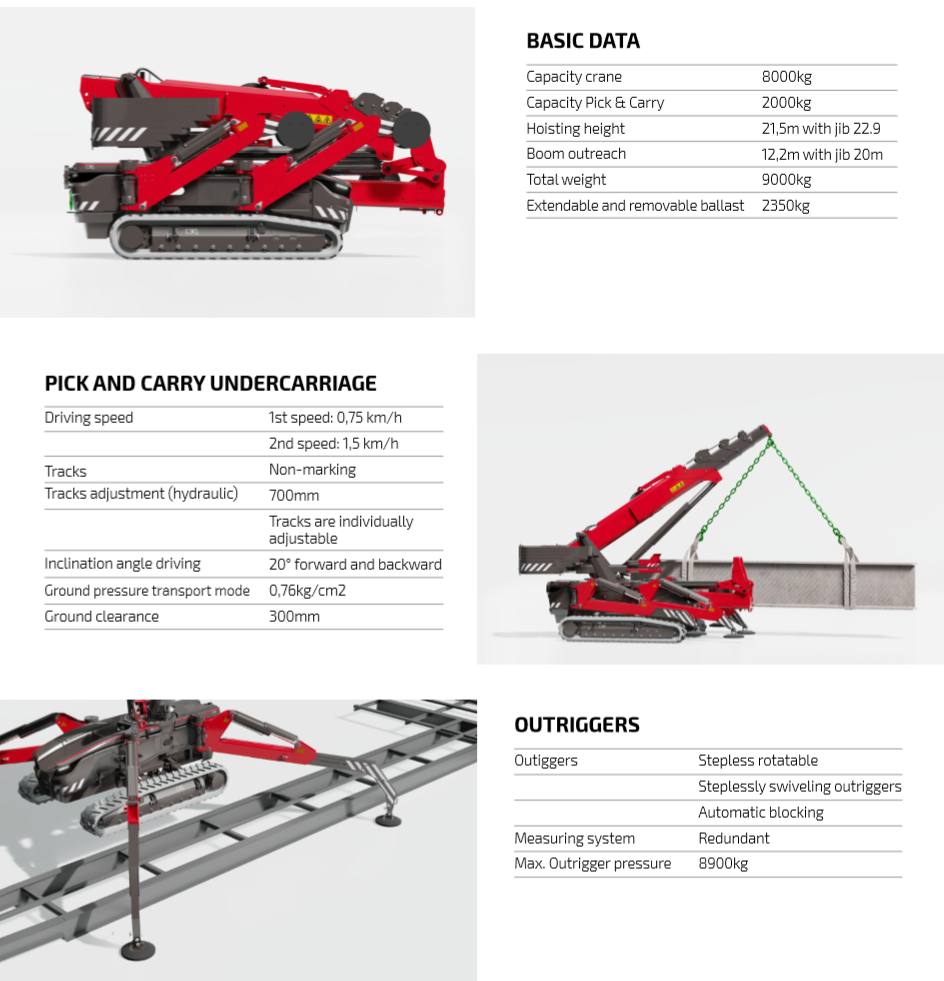 BASIC DATA
Capacity crane 8000kg
Capacity Pick & Carry 2000kg
Hoisting height 21,5m with jib 22.9
Boom outreach 12,2m with jib 20m
Total weight 9000kg
Extendable and removable ballast 2350kg
PICK AND CARRY UNDERCARRIAGE
Driving speed 1st speed: 0,75 km/h
2nd speed: 1,5 km/h
Tracks Non-marking
Tracks adjustment (hydraulic) 700mm
Tracks are individually
adjustable
Inclination angle driving 20° forward and backward
Ground pressure transport mode 0,76kg/cm2
Ground clearance 300mm
OUTRIGGERS
Outiggers Stepless rotatable
Steplessly swiveling outriggers
Automatic blocking
Measuring system Redundant
Max. Outrigger pressure 8900kg